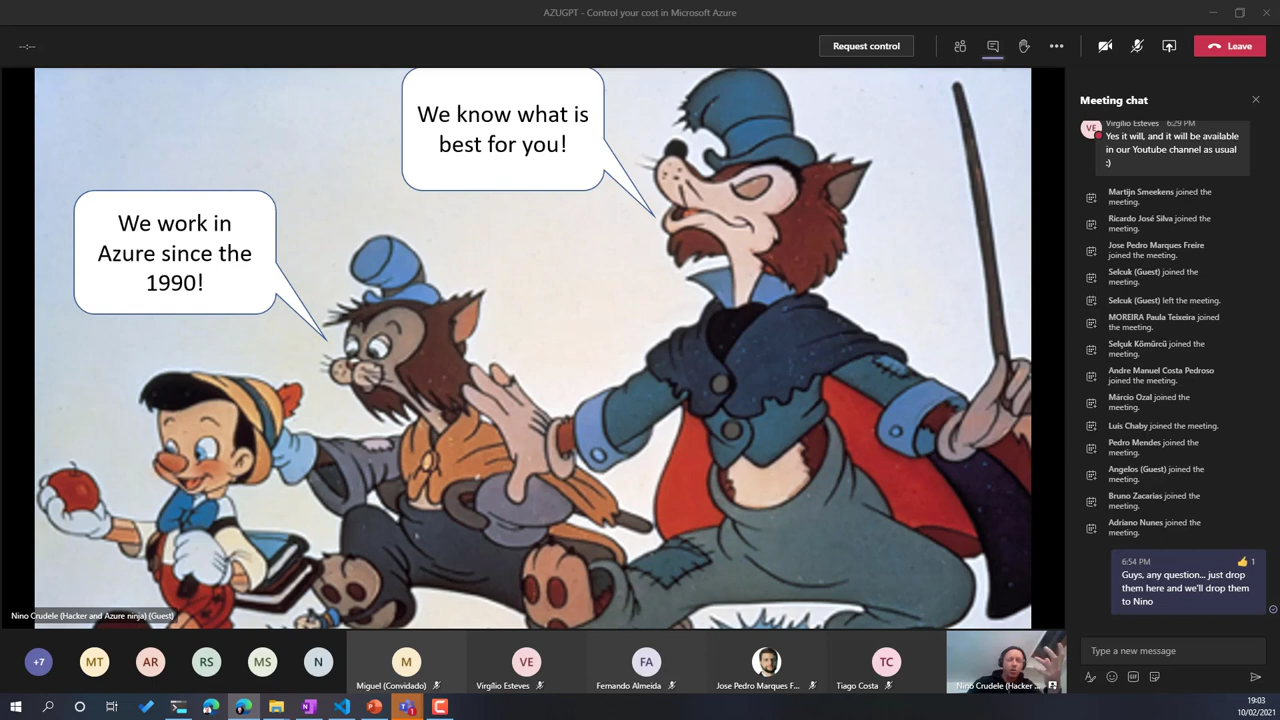 AZUGPT - Control your cost in Microsoft Azure
--:--
Request control
Leave
We know what is
best for you!
We work in
Azure since the
1990!
Nino Crudele (Hacker and Azure ninja) (Guest)
Meeting chat
VE
Virgílio Esteves 6:29 PM
Yes it will, and it will be available
in our Youtube channel as usual
:)
Martijn Smeekens joined the
meeting.
Ricardo José Silva joined the
meeting.
Jose Pedro Marques Freire
joined the meeting.
Selcuk (Guest) joined the
meeting.
Selcuk (Guest) left the meeting.
MOREIRA Paula Teixeira joined
the meeting.
Selçuk Kömürcü joined the
meeting.
Andre Manuel Costa Pedroso
joined the meeting.
Márcio Ozal joined the
meeting.
Luis Chaby joined the meeting.
Pedro Mendes joined the
meeting.
Angelos (Guest) joined the
meeting.
Bruno Zacarias joined the
meeting.
Adriano Nunes joined the
meeting.
6:54 PM
1
Guys, any question... just drop
them here and we'll drop them
to Nino
Type a new message
GIF
+7
MT
AR
RS
MS
N
M
VE
FA
TC
Miguel (Convidado)
Virgílio Esteves
Fernando Almeida
Jose Pedro Marques F...
Tiago Costa
Nino Crudele (Hacker ...
19:03
10/02/2021